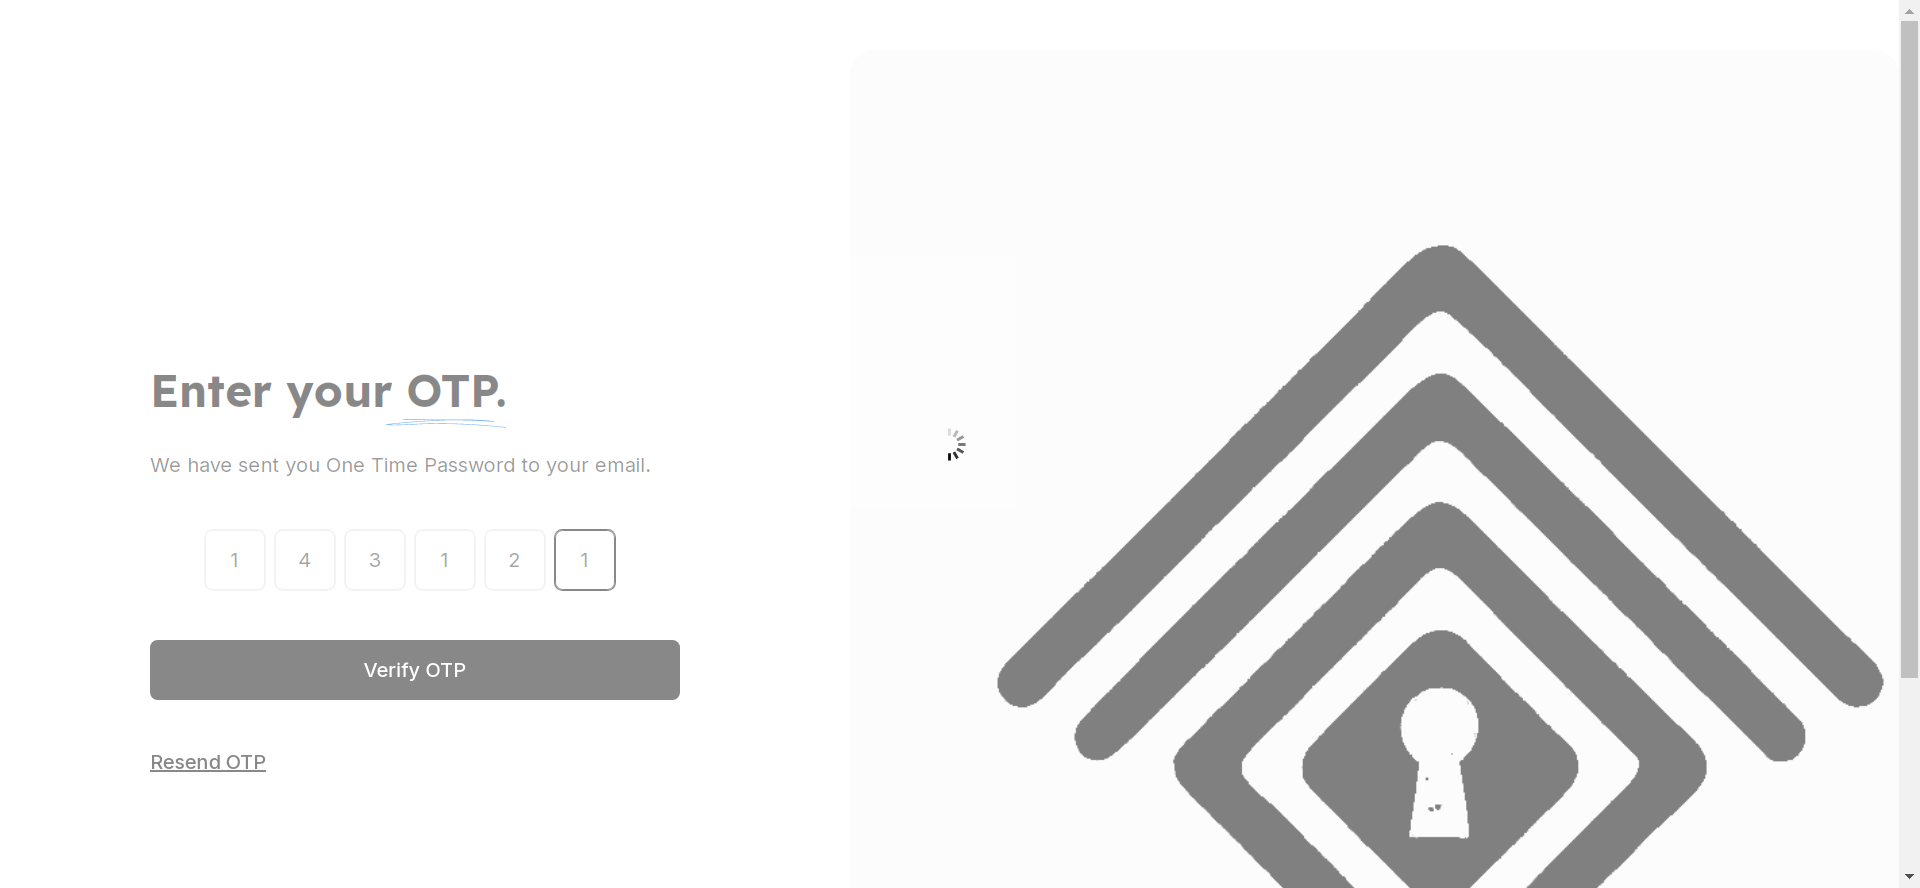 Enter your OTP.
We have sent you One Time Password to your email.
1 4 3 1 2 1
Verify OTP
Resend OTP